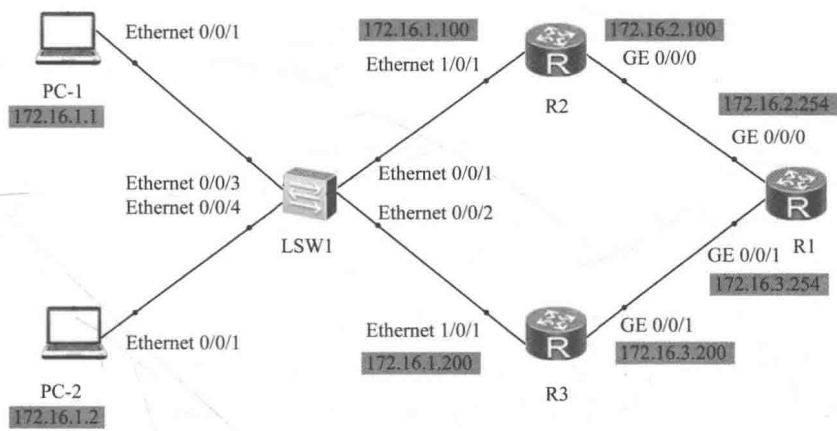 Ethernet 0/0/1
PC-1
172.16.1.1
172.16.1.100
Ethernet 1/0/1
R2
172.16.2.100
GE 0/0/0
172.16.2.254
GE 0/0/0
Ethernet 0/0/3
Ethernet 0/0/4
LSW1
Ethernet 0/0/1
Ethernet 0/0/2
R1
GE 0/0/1
172.16.3.254
Ethernet 0/0/1
PC-2
172.16.1.2
Ethernet 1/0/1
172.16.1.200
R3
GE 0/0/1
172.16.3.200
R
R
R